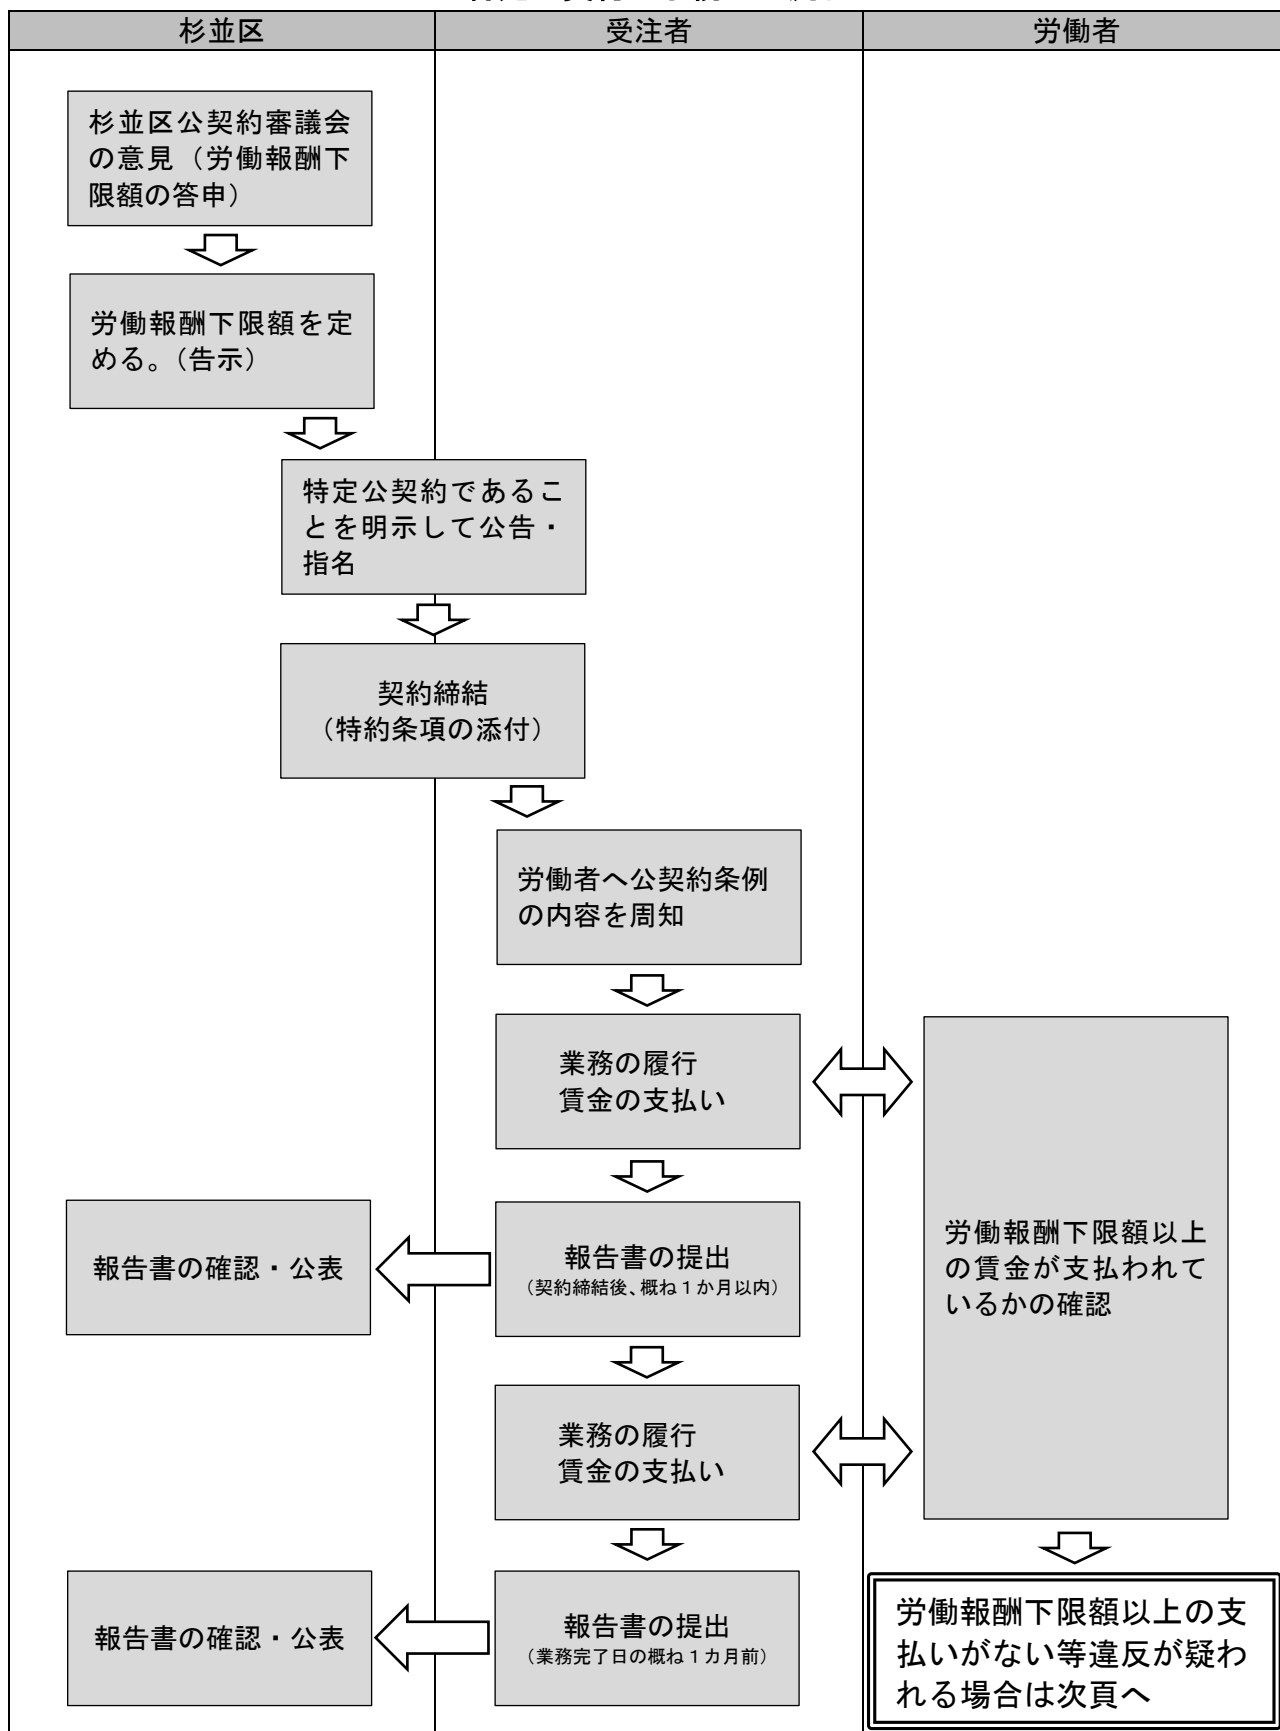 杉並区
受注者
労働者
杉並区公契約審議会
の意見（労働報酬下
限額の答申）
労働報酬下限額を定
める。（告示）
特定公契約であるこ
とを明示して公告・
指名
契約締結
（特約条項の添付）
労働者へ公契約条例
の内容を周知
業務の履行
賃金の支払い
報告書の提出
（契約締結後、概ね１か月以内）
報告書の確認・公表
労働報酬下限額以上
の賃金が支払われて
いるかの確認
業務の履行
賃金の支払い
報告書の提出
（業務完了日の概ね１カ月前）
報告書の確認・公表
労働報酬下限額以上の支
払いがない等違反が疑わ
れる場合は次頁へ